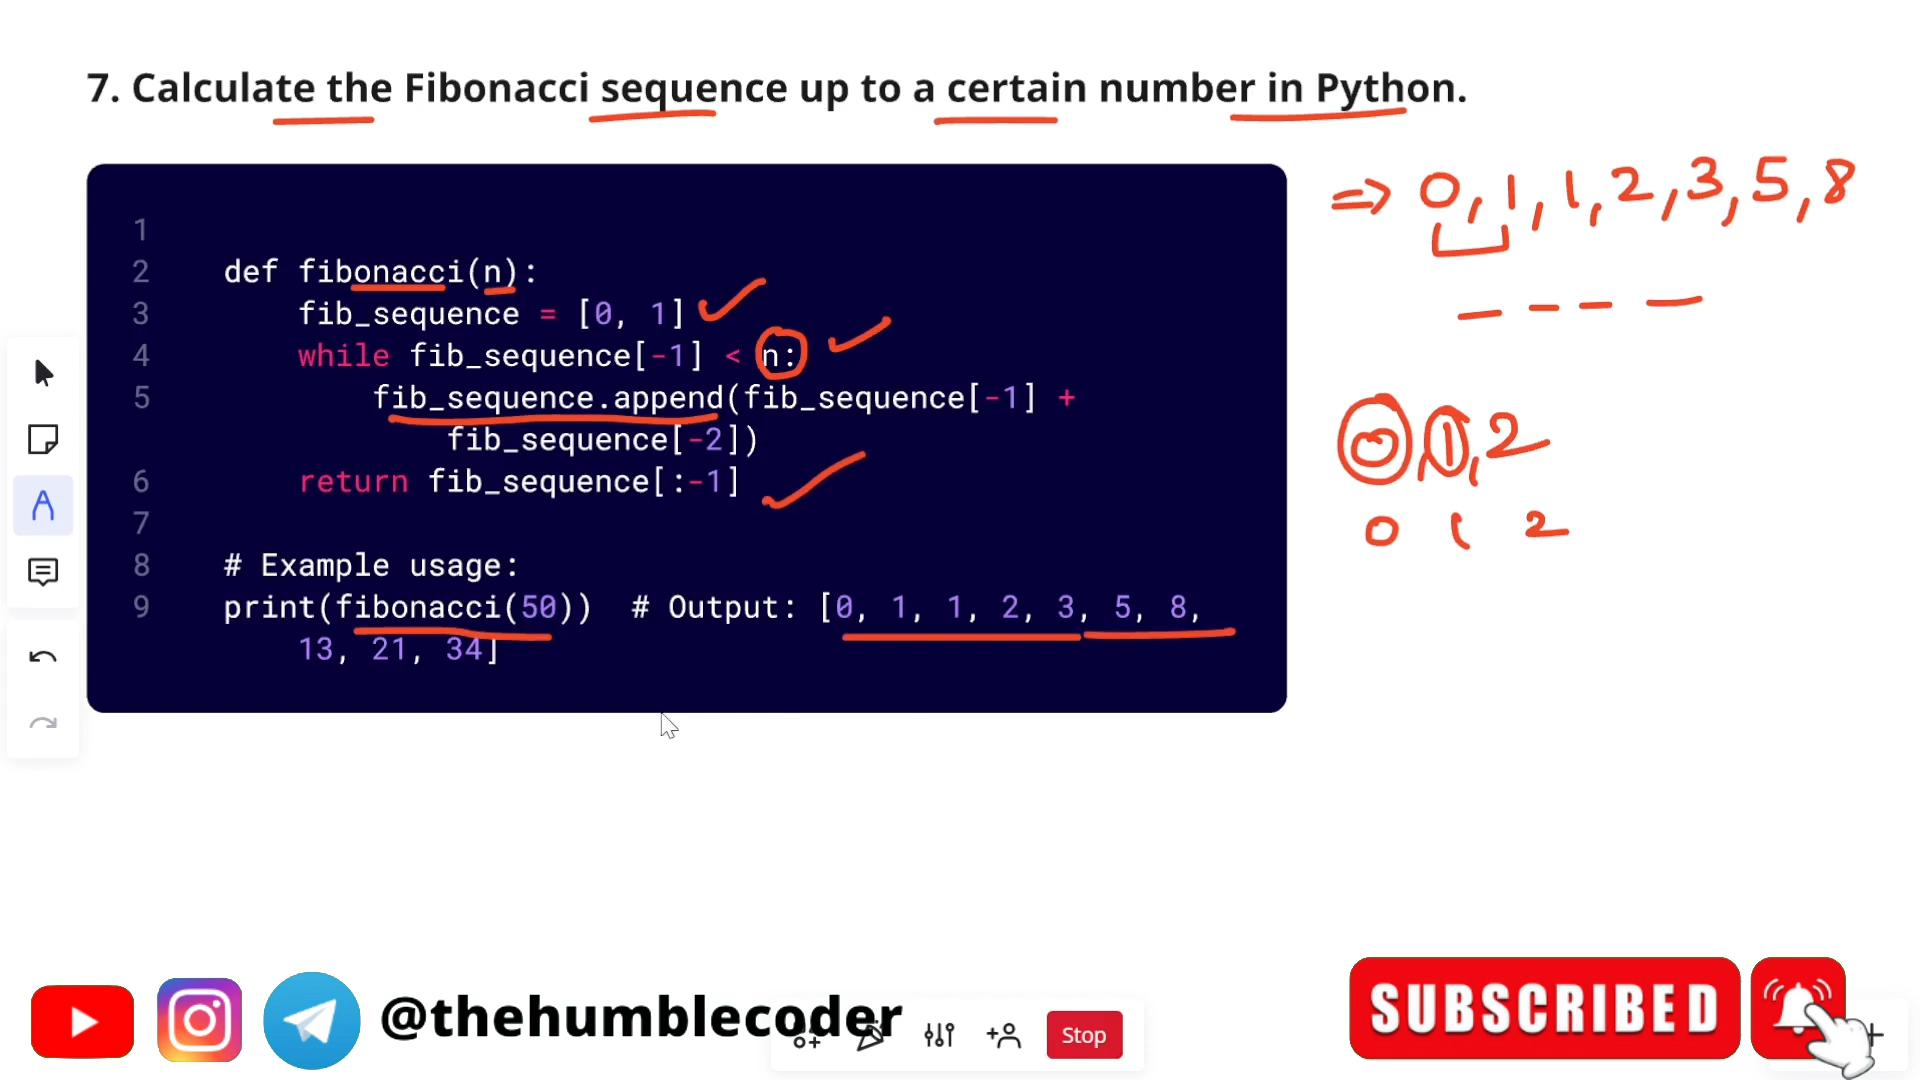 7. Calculate the Fibonacci sequence up to a certain number in Python.
⇒ 0, 1, 1, 2, 3, 5, 8
1
2 def fibonacci(n):
3 fib_sequence = [0, 1]
4 while fib_sequence[-1] < n:
5 fib_sequence.append(fib_sequence[-1] +
fib_sequence[-2])
6 return fib_sequence[:-1]
7
8 # Example usage:
9 print(fibonacci(50)) # Output: [0, 1, 1, 2, 3, 5, 8,
13, 21, 34]
0, 1, 2
0 1 2
@thehumblecoder
Stop
SUBSCRIBED